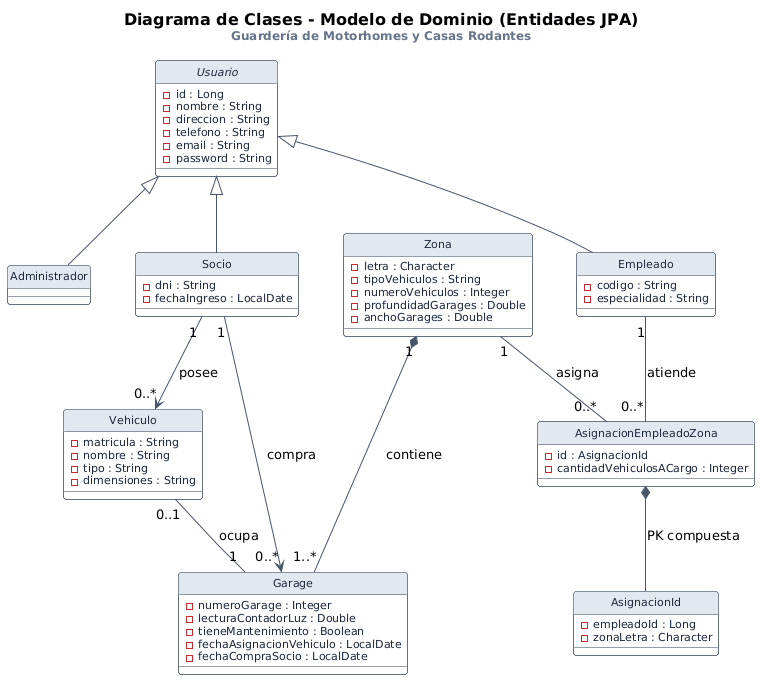 Diagrama de Clases - Modelo de Dominio (Entidades JPA)
Guardería de Motorhomes y Casas Rodantes
Usuario
id : Long
nombre : String
direccion : String
telefono : String
email : String
password : String
Administrador
Socio
dni : String
fechaIngreso : LocalDate
Zona
letra : Character
tipoVehiculos : String
numeroVehiculos : Integer
profundidadGarages : Double
anchoGarages : Double
Empleado
codigo : String
especialidad : String
1
1
1
1
1
posee
asigna
atiende
0..*
0..*
0..*
Vehiculo
matricula : String
nombre : String
tipo : String
dimensiones : String
compra
contiene
AsignacionEmpleadoZona
id : AsignacionId
cantidadVehiculosACargo : Integer
0..1
ocupa
1
0..*
1..*
PK compuesta
Garage
numeroGarage : Integer
lecturaContadorLuz : Double
tieneMantenimiento : Boolean
fechaAsignacionVehiculo : LocalDate
fechaCompraSocio : LocalDate
AsignacionId
empleadoId : Long
zonaLetra : Character